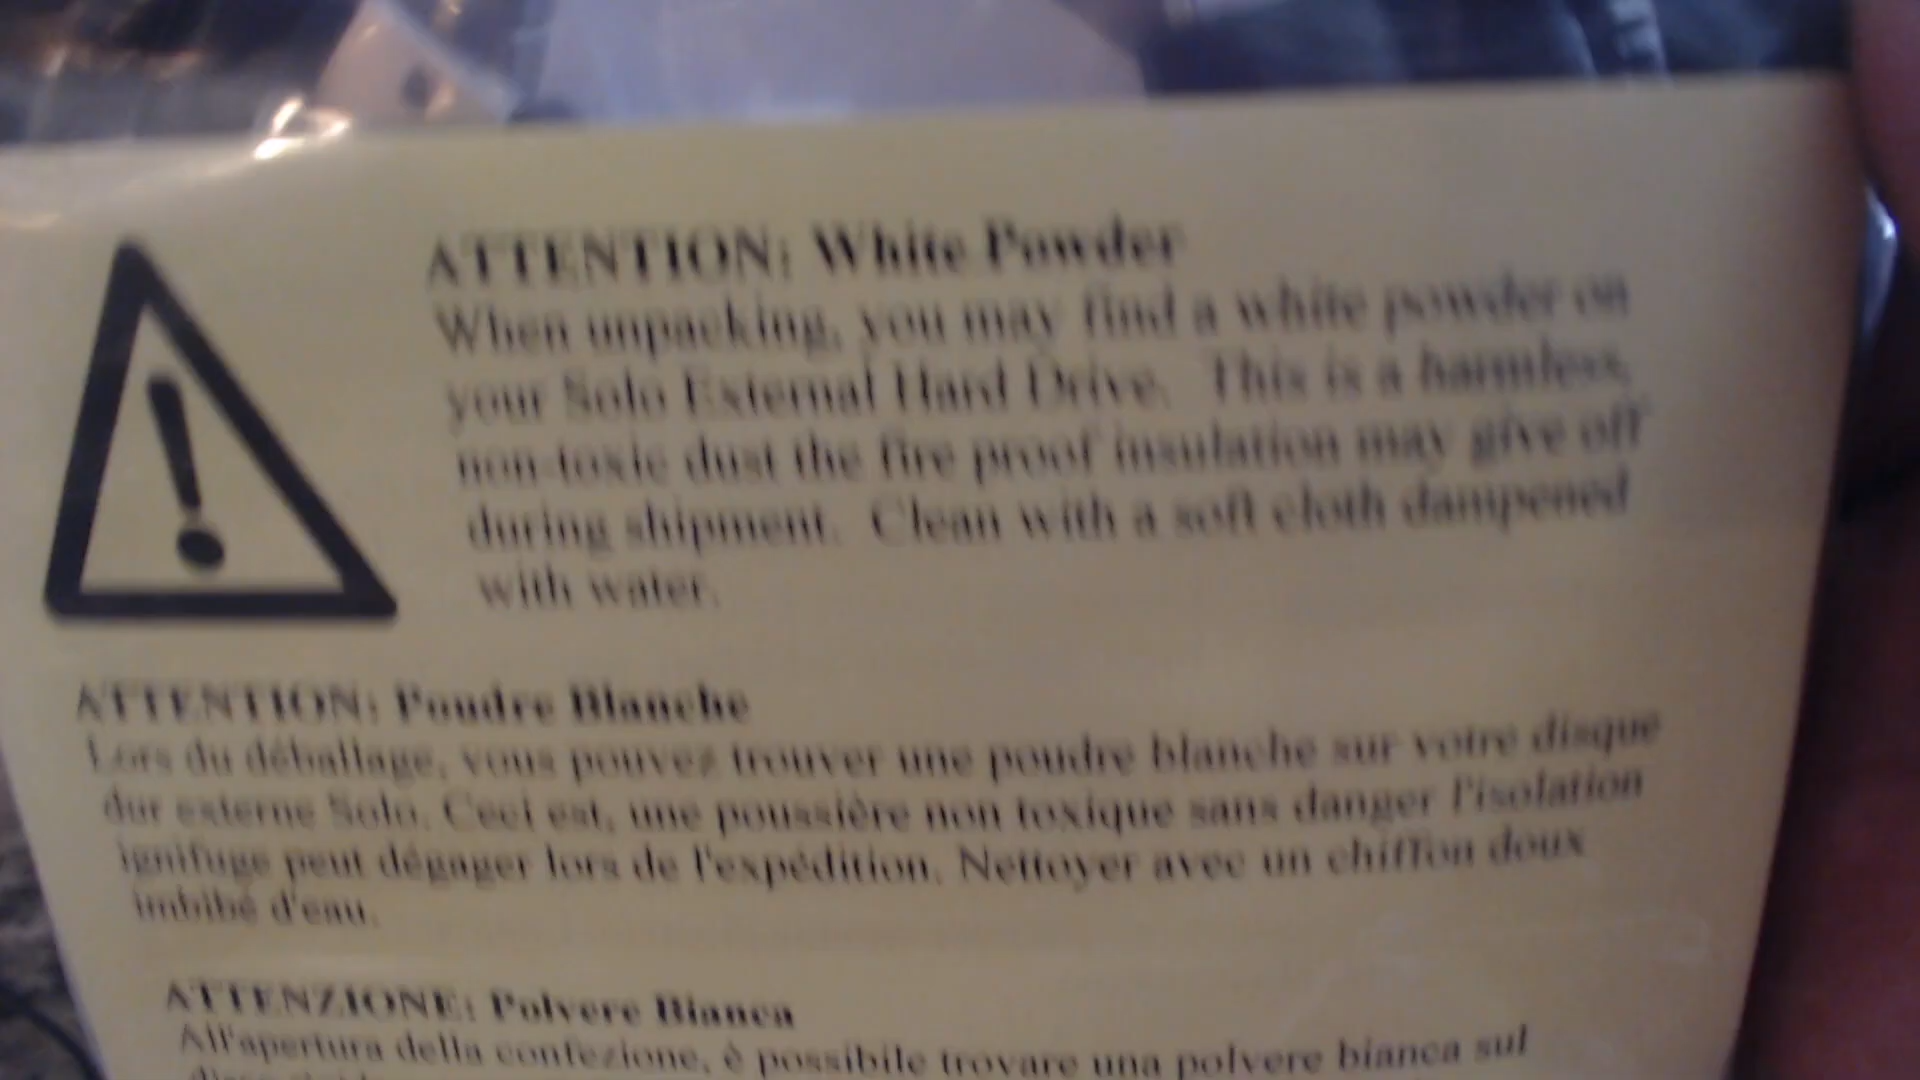 ATTENTION: White Powder
When unpacking, you may find a white powder on
your Solo External Hard Drive. This is a harmless,
non-toxic dust the fire proof insulation may give off
during shipment. Clean with a soft cloth dampened
with water.
ATTENTION: Poudre Blanche
Lors du déballage, vous pouvez trouver une poudre blanche sur votre disque
dur externe Solo. Ceci est, une poussière non toxique sans danger l'isolation
ignifuge peut dégager lors de l'expédition. Nettoyer avec un chiffon doux
imbibé d'eau.
ATTENZIONE: Polvere Bianca
All'apertura della confezione, è possibile trovare una polvere bianca sul